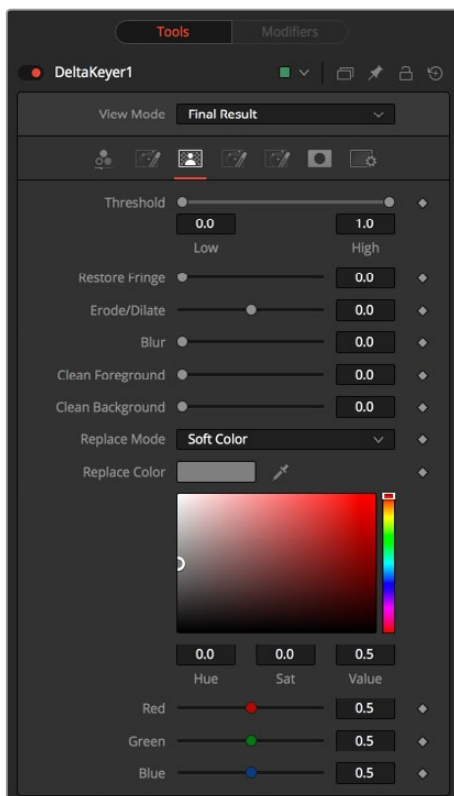 Tools Modifiers
DeltaKeyer1
View Mode Final Result
Threshold
0.0 1.0
Low High
Restore Fringe 0.0
Erode/Dilate 0.0
Blur 0.0
Clean Foreground 0.0
Clean Background 0.0
Replace Mode Soft Color
Replace Color
0.0 0.0 0.5
Hue Sat Value
Red 0.5
Green 0.5
Blue 0.5